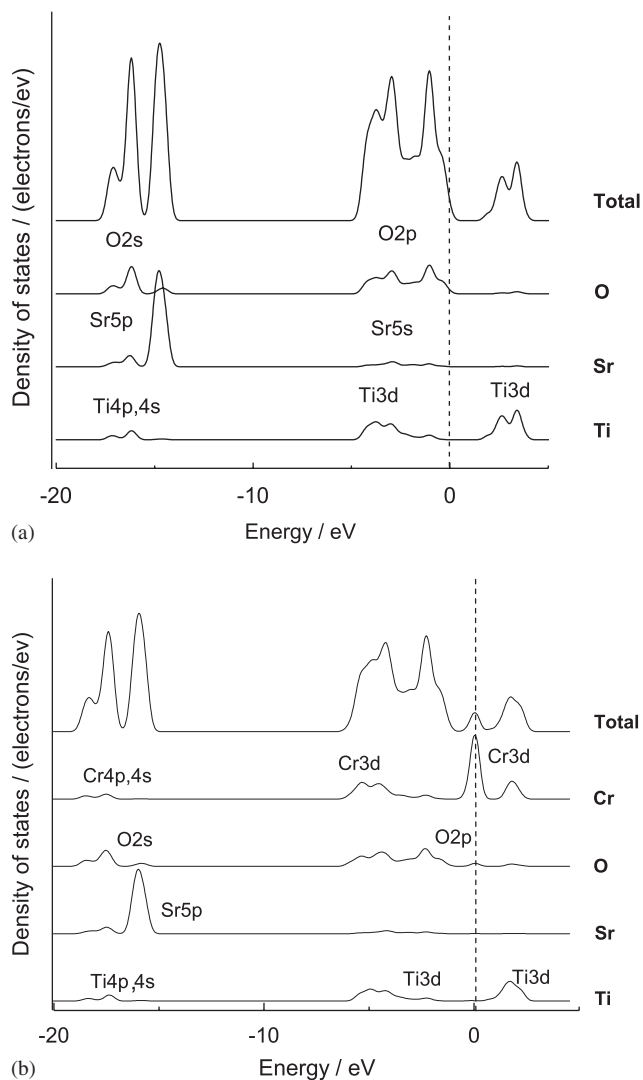 Density of states / (electrons/ev)
Total
O2s
O2p
O
Sr5p
Sr5s
Sr
Ti4p,4s
Ti3d
Ti3d
Ti
-20
-10
0
(a)
Energy / eV
Density of states / (electrons/ev)
Total
Cr4p,4s
Cr3d
Cr3d
Cr
O2s
O2p
O
Sr5p
Sr
Ti4p,4s
Ti3d
Ti3d
Ti
-20
-10
0
(b)
Energy / eV